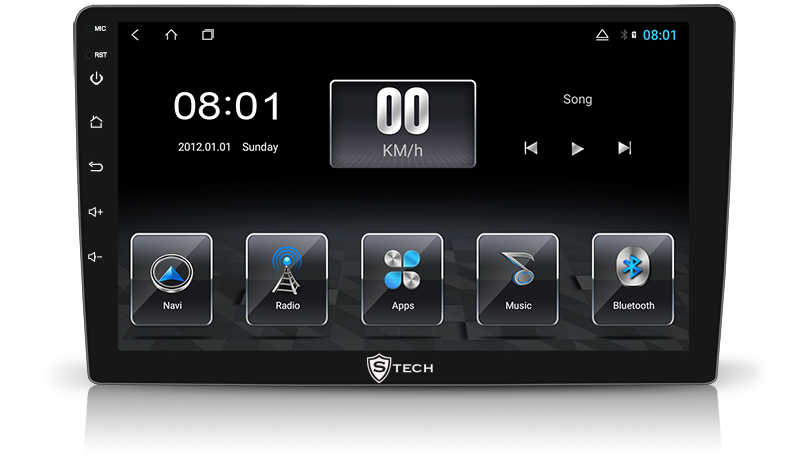 MIC
RST
08:01
08:01
2012.01.01 Sunday
00
KM/h
Song
Navi
Radio
Apps
Music
Bluetooth
S TECH